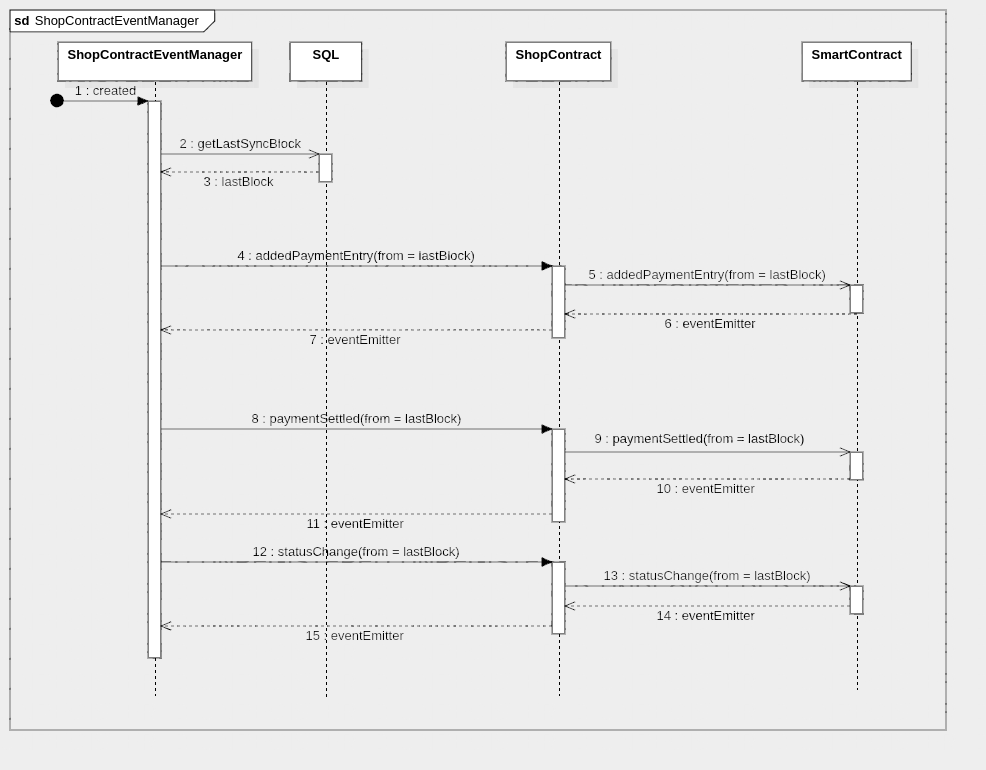 sd ShopContractEventManager
ShopContractEventManager
SQL
ShopContract
SmartContract
1 : created
2 : getLastSyncBlock
3 : lastBlock
4 : addedPaymentEntry(from = lastBlock)
5 : addedPaymentEntry(from = lastBlock)
6 : eventEmitter
7 : eventEmitter
8 : paymentSettled(from = lastBlock)
9 : paymentSettled(from = lastBlock)
10 : eventEmitter
11 : eventEmitter
12 : statusChange(from = lastBlock)
13 : statusChange(from = lastBlock)
14 : eventEmitter
15 : eventEmitter